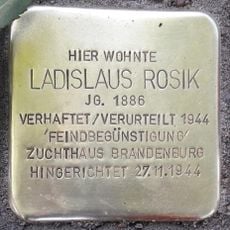 HIER WOHNTE
LADISLAUS ROSIK
JG. 1886
VERHAFTET/VERURTEILT 1944
'FEINDBEGÜNSTIGUNG'
ZUCHTHAUS BRANDENBURG
HINGERICHTET 27.11.1944